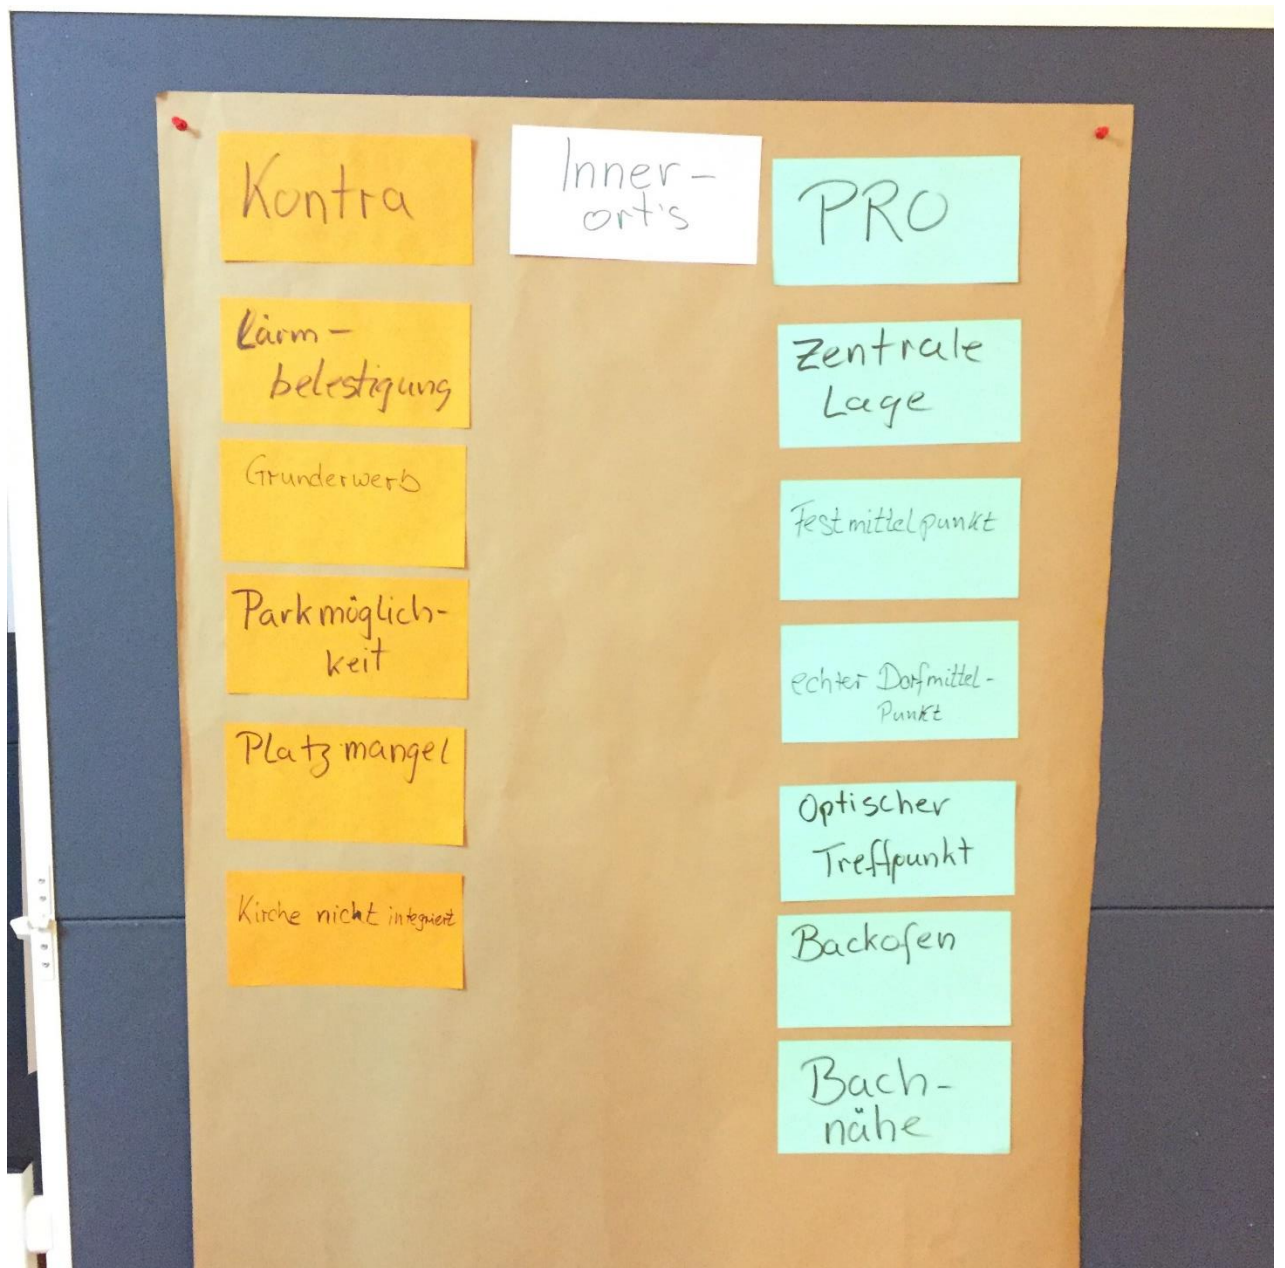 Kontra
Inner-
ort's
PRO
Lärm-
belestigung
Grunderwerb
Parkmöglich-
keit
Platzmangel
Kirche nicht integriert
Zentrale
Lage
Festmittelpunkt
echter Dorfmittel-
Punkt
Optischer
Treffpunkt
Backofen
Bach-
nähe